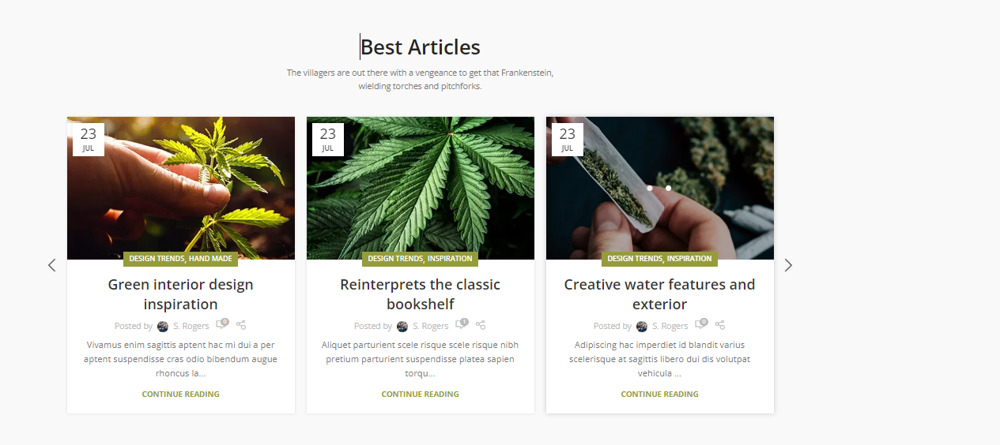 Best Articles
The villagers are out there with a vengeance to get that Frankenstein,
wielding torches and pitchforks.
23
JUL
DESIGN TRENDS, HAND MADE
Green interior design
inspiration
Posted by S. Rogers 0
Vivamus enim sagittis aptent hac mi dui a per
aptent suspendisse cras odio bibendum augue
rhoncus la...
CONTINUE READING
23
JUL
DESIGN TRENDS, INSPIRATION
Reinterprets the classic
bookshelf
Posted by S. Rogers 1
Aliquet parturient scele risque scele risque nibh
pretium parturient suspendisse platea sapien
torqu...
CONTINUE READING
23
JUL
DESIGN TRENDS, INSPIRATION
Creative water features and
exterior
Posted by S. Rogers 0
Adipiscing hac imperdiet id blandit varius
scelerisque at sagittis libero dui dis volutpat
vehicula ...
CONTINUE READING